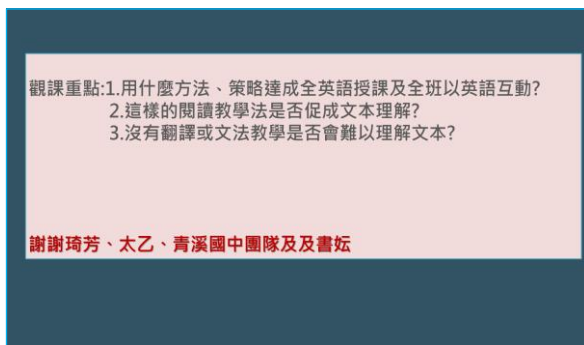 觀課重點:1.用什麼方法、策略達成全英語授課及全班以英語互動?
2.這樣的閱讀教學法是否促成文本理解?
3.沒有翻譯或文法教學是否會難以理解文本?
謝謝琦芳、太乙、青溪國中團隊及及書妘